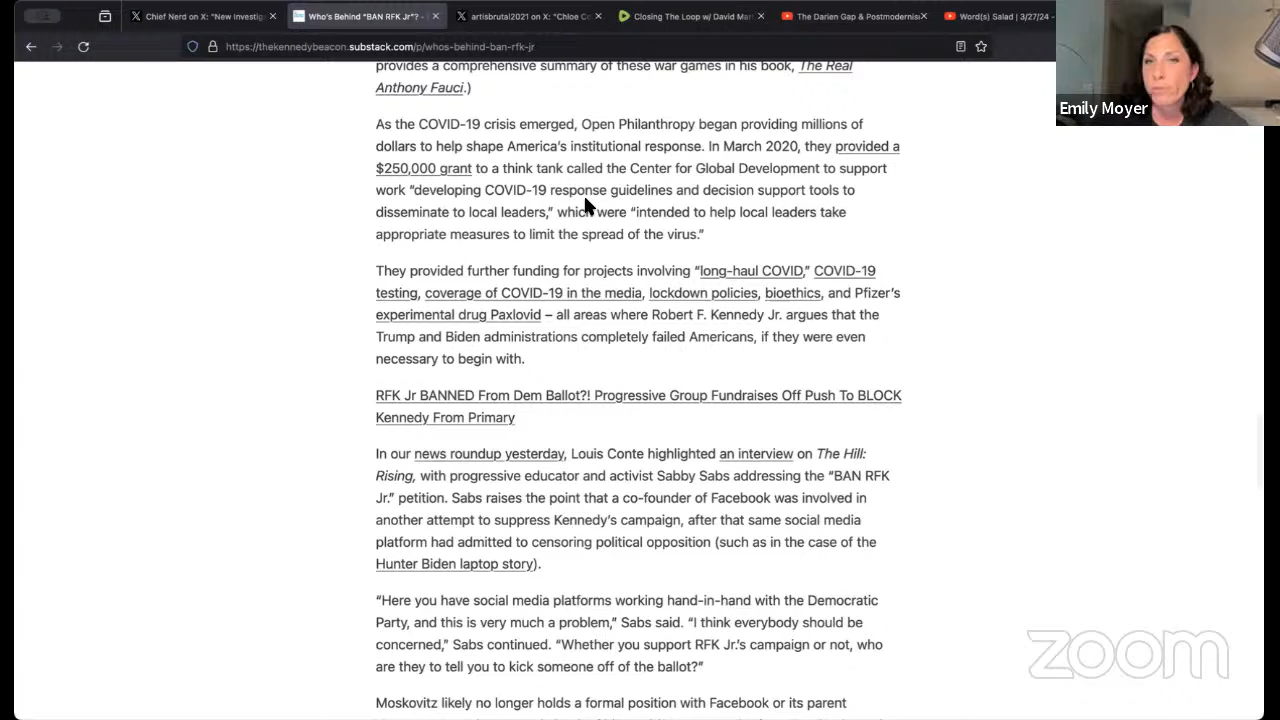 Chief Nerd on X: "New Investig
Who's Behind "BAN RFK Jr"? -
artisbrutal2021 on X: "Chloe Co
Closing The Loop w/ David Mar
The Darien Gap & Postmodernis
Word(s) Salad | 3/27/24 -
https://thekennedybeacon.substack.com/p/whos-behind-ban-rfk-jr
Emily Moyer
provides a comprehensive summary of these war games in his book, The Real
Anthony Fauci.)
As the COVID-19 crisis emerged, Open Philanthropy began providing millions of
dollars to help shape America's institutional response. In March 2020, they provided a
$250,000 grant to a think tank called the Center for Global Development to support
work “developing COVID-19 response guidelines and decision support tools to
disseminate to local leaders,” which were “intended to help local leaders take
appropriate measures to limit the spread of the virus.”
They provided further funding for projects involving “long-haul COVID,” COVID-19
testing, coverage of COVID-19 in the media, lockdown policies, bioethics, and Pfizer's
experimental drug Paxlovid – all areas where Robert F. Kennedy Jr. argues that the
Trump and Biden administrations completely failed Americans, if they were even
necessary to begin with.
RFK Jr BANNED From Dem Ballot?! Progressive Group Fundraises Off Push To BLOCK
Kennedy From Primary
In our news roundup yesterday, Louis Conte highlighted an interview on The Hill:
Rising, with progressive educator and activist Sabby Sabs addressing the “BAN RFK
Jr.” petition. Sabs raises the point that a co-founder of Facebook was involved in
another attempt to suppress Kennedy's campaign, after that same social media
platform had admitted to censoring political opposition (such as in the case of the
Hunter Biden laptop story).
“Here you have social media platforms working hand-in-hand with the Democratic
Party, and this is very much a problem,” Sabs said. “I think everybody should be
concerned,” Sabs continued. “Whether you support RFK Jr.'s campaign or not, who
are they to tell you to kick someone off of the ballot?”
zoom
Moskovitz likely no longer holds a formal position with Facebook or its parent